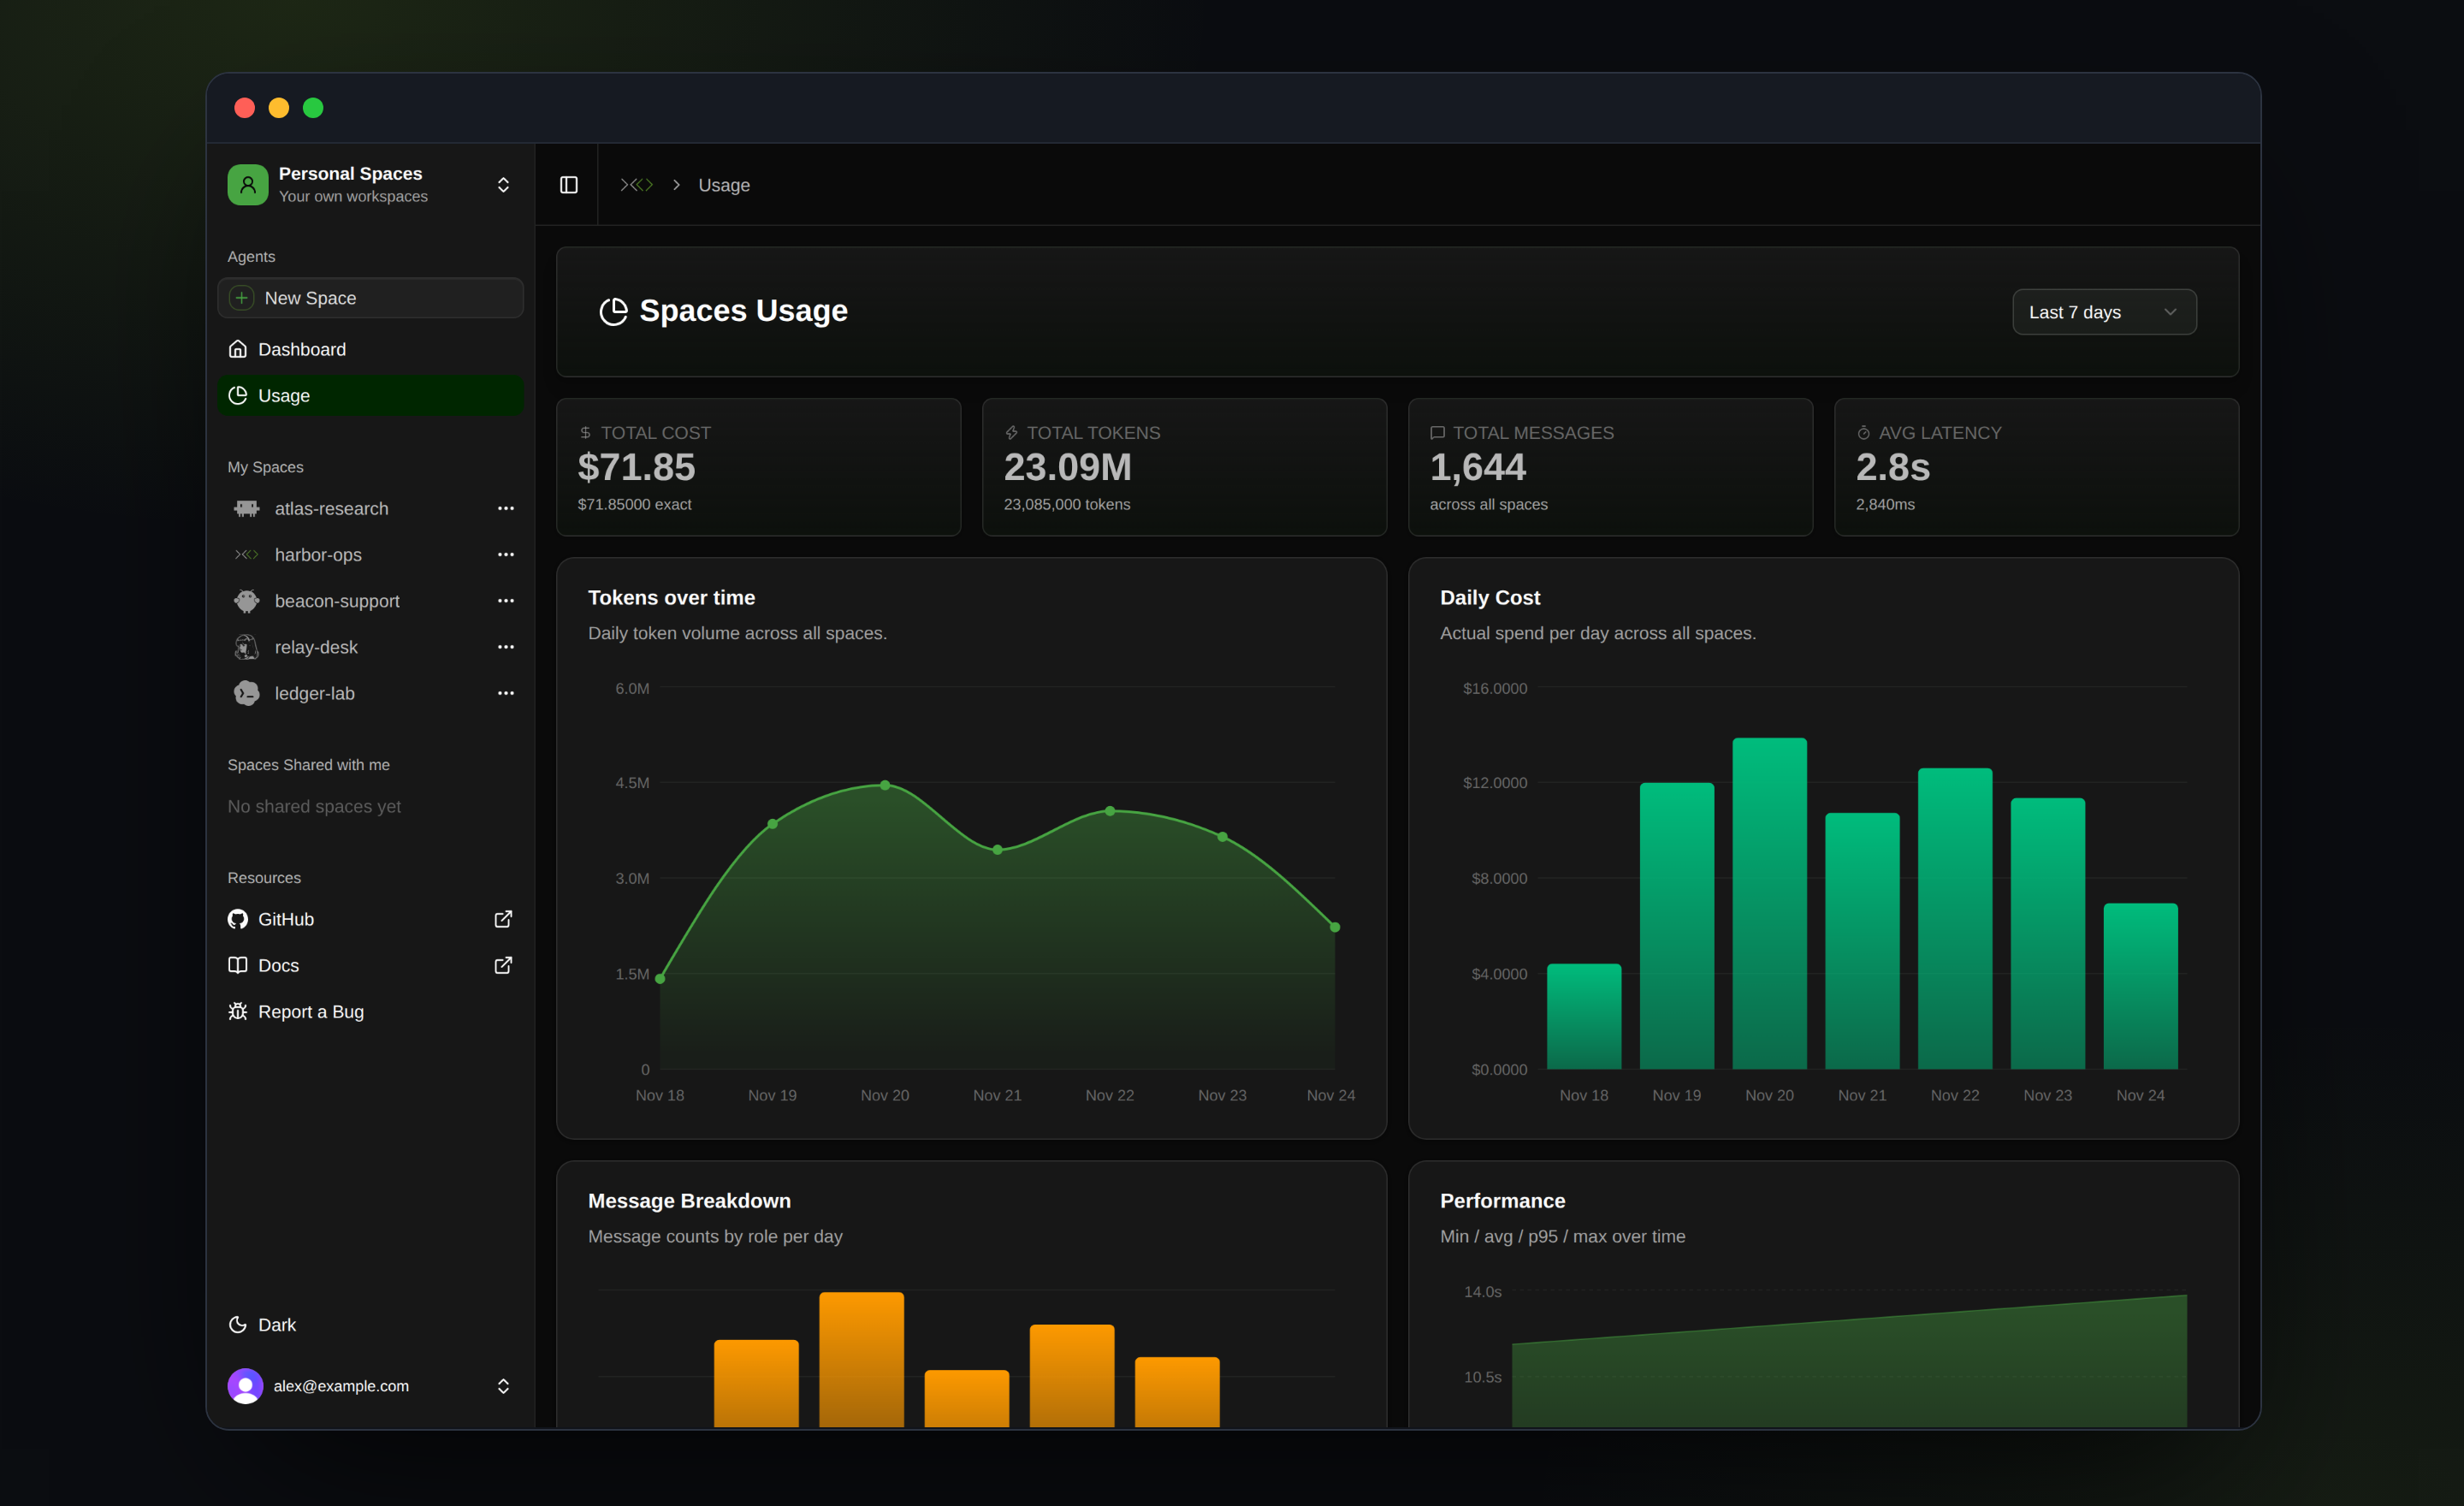 Personal Spaces
Your own workspaces
Agents
New Space
Dashboard
Usage
My Spaces
atlas-research
harbor-ops
beacon-support
relay-desk
ledger-lab
Spaces Shared with me
No shared spaces yet
Resources
GitHub
Docs
Report a Bug
Dark
alex@example.com
Usage
Spaces Usage
Last 7 days
TOTAL COST
$71.85
$71.85000 exact
TOTAL TOKENS
23.09M
23,085,000 tokens
TOTAL MESSAGES
1,644
across all spaces
AVG LATENCY
2.8s
2,840ms
Tokens over time
Daily token volume across all spaces.
6.0M
4.5M
3.0M
1.5M
0
Nov 18 Nov 19 Nov 20 Nov 21 Nov 22 Nov 23 Nov 24
Daily Cost
Actual spend per day across all spaces.
$16.0000
$12.0000
$8.0000
$4.0000
$0.0000
Nov 18 Nov 19 Nov 20 Nov 21 Nov 22 Nov 23 Nov 24
Message Breakdown
Message counts by role per day
Performance
Min / avg / p95 / max over time
14.0s
10.5s